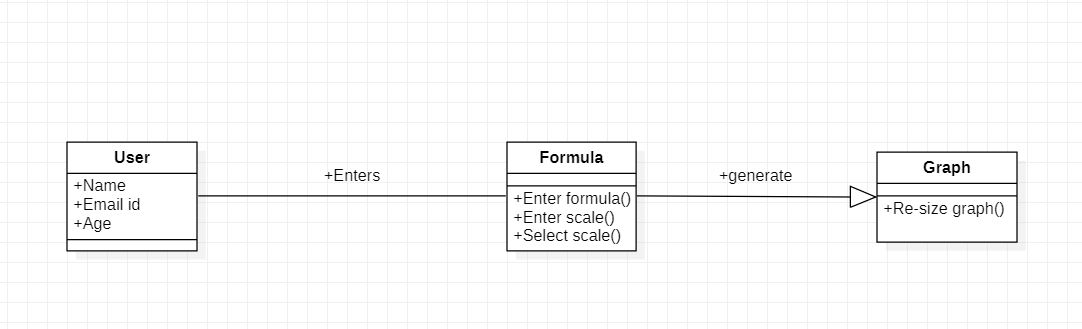 User
+Name
+Email id
+Age
+Enters
Formula
+Enter formula()
+Enter scale()
+Select scale()
+generate
Graph
+Re-size graph()